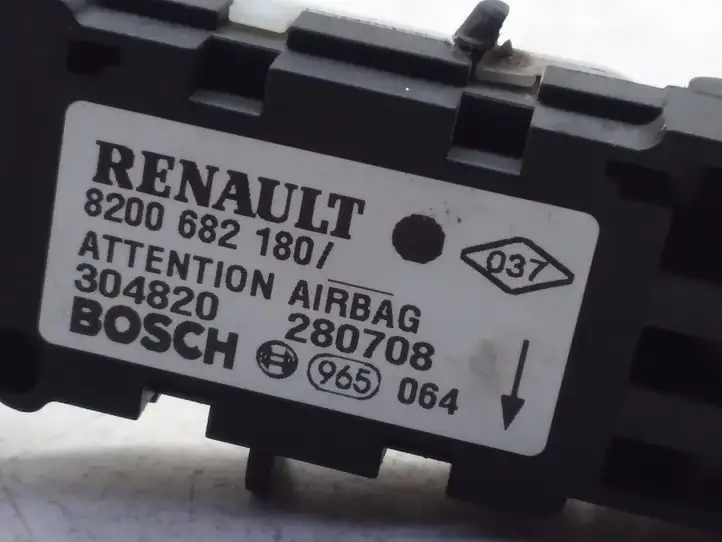 RENAULT
8200 682 180/
037
ATTENTION AIRBAG
304820 280708
BOSCH 965 064